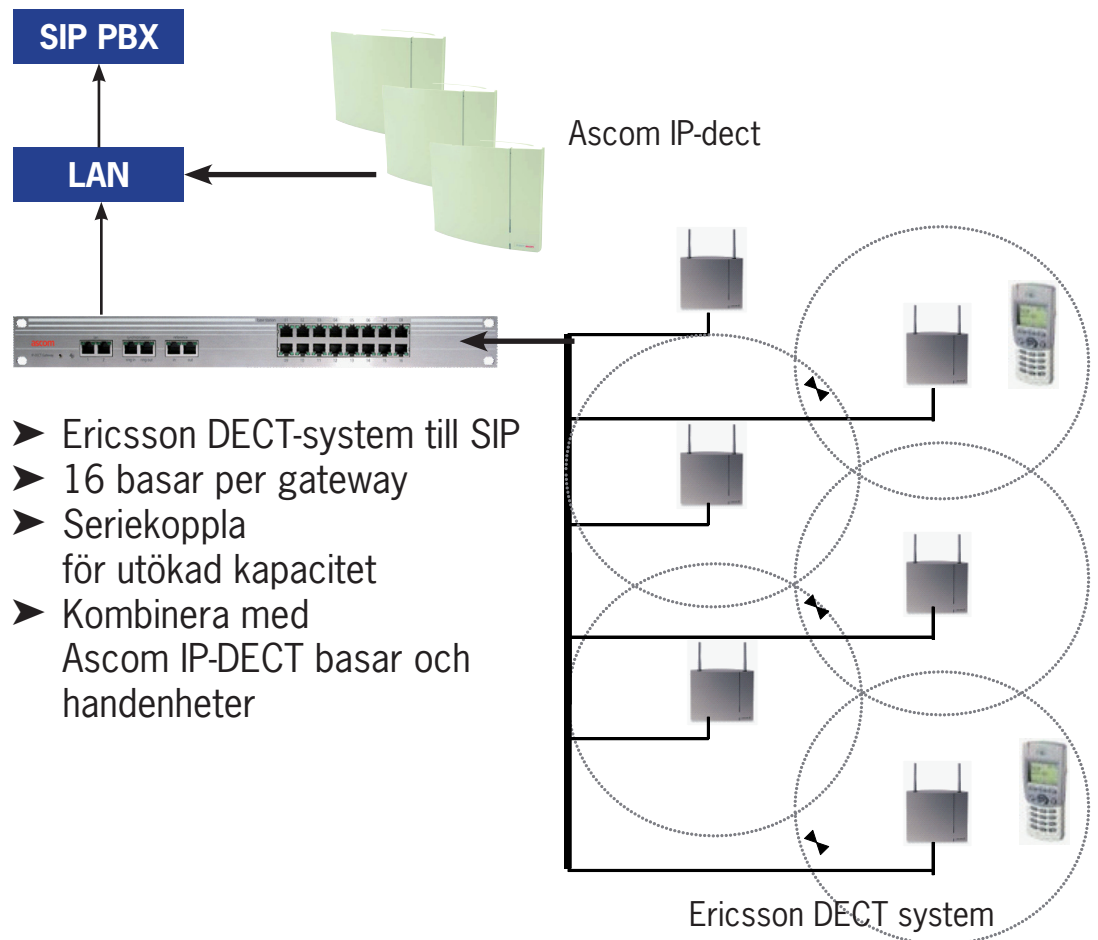 SIP PBX
Ascom IP-dect
LAN
ascom
➤ Ericsson DECT-system till SIP
➤ 16 basar per gateway
➤ Seriekoppla
för utökad kapacitet
➤ Kombinera med
Ascom IP-DECT basar och
handenheter
Ericsson DECT system